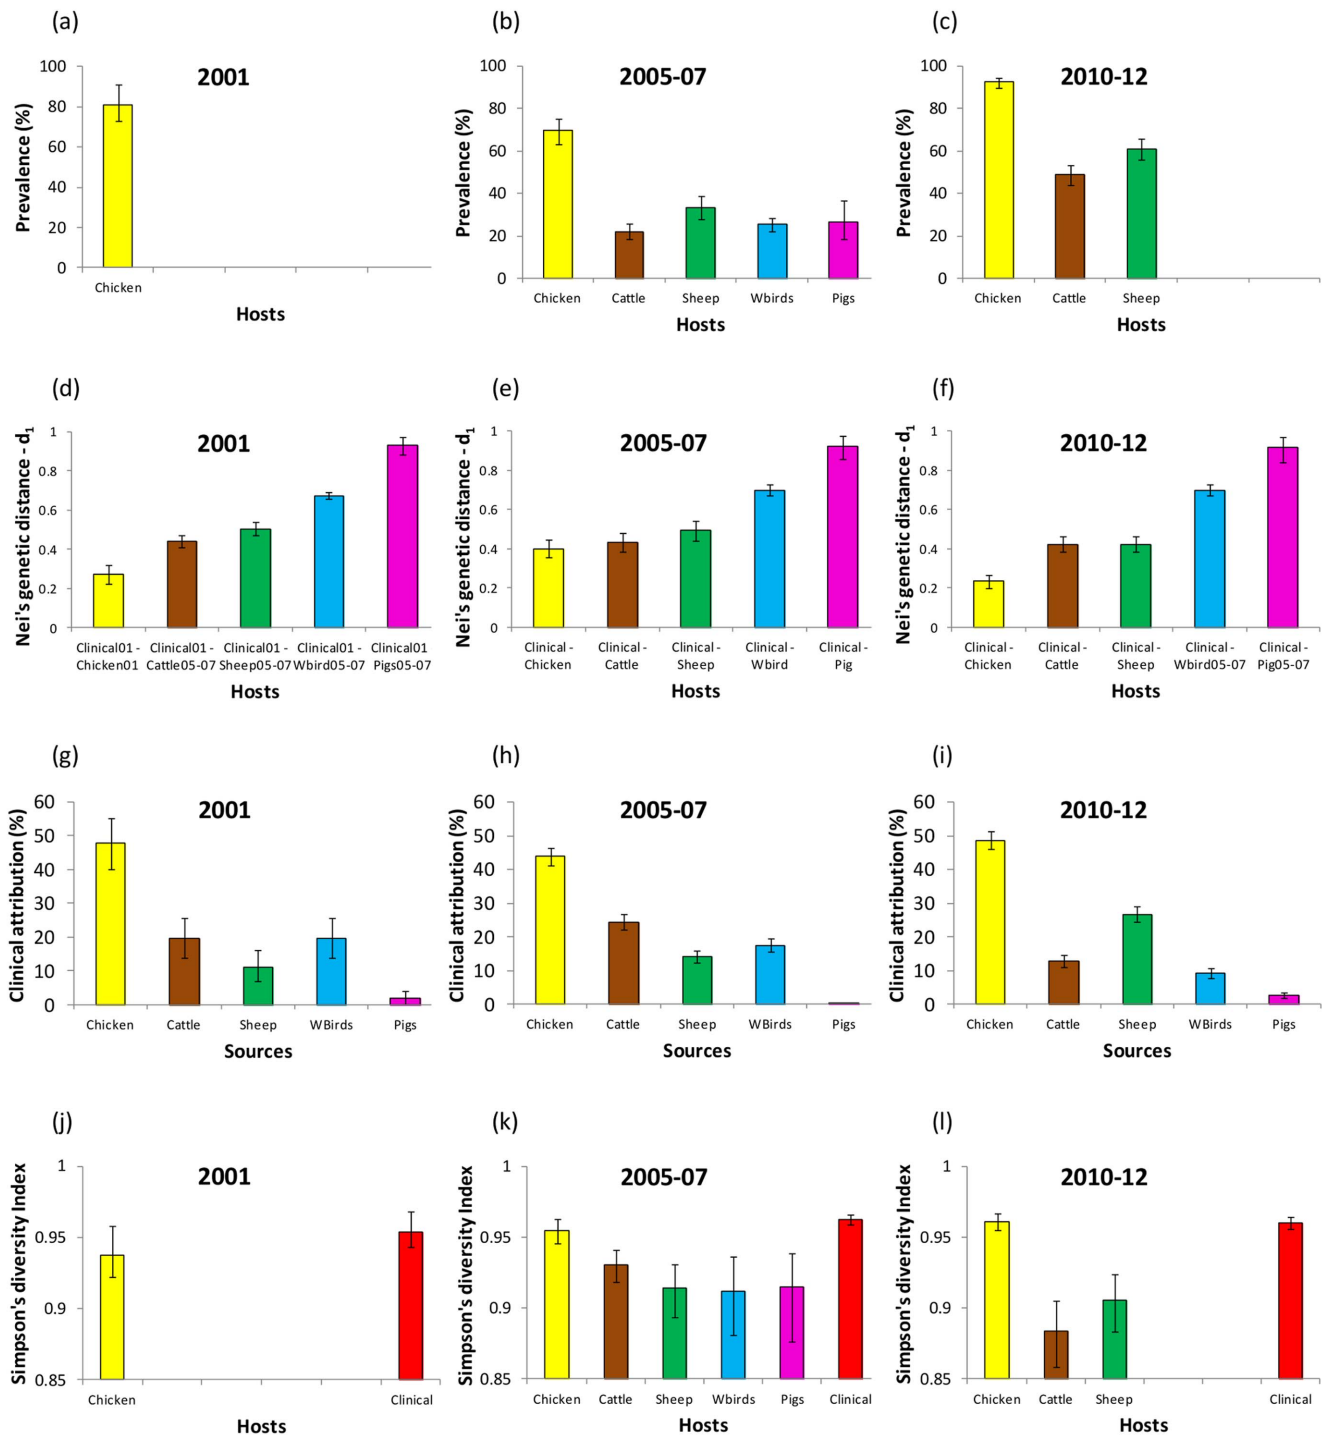 (a)
2001
Prevalence (%)
100
80
60
40
20
0
Chicken
Hosts
(b)
2005-07
Prevalence (%)
100
80
60
40
20
0
Chicken Cattle Sheep Wbirds Pigs
Hosts
(c)
2010-12
Prevalence (%)
100
80
60
40
20
0
Chicken Cattle Sheep
Hosts
(d)
2001
Nei's genetic distance - d1
1
0.8
0.6
0.4
0.2
0
Clinical01 - Clinical01 - Clinical01 - Clinical01 - Clinical01
Chicken01 Cattle05-07 Sheep05-07 Wbird05-07 Pigs05-07
Hosts
(e)
2005-07
Nei's genetic distance - d1
1
0.8
0.6
0.4
0.2
0
Clinical - Clinical - Clinical - Clinical - Clinical -
Chicken Cattle Sheep Wbird Pig
Hosts
(f)
2010-12
Nei's genetic distance - d1
1
0.8
0.6
0.4
0.2
0
Clinical - Clinical - Clinical - Clinical - Clinical -
Chicken Cattle Sheep Wbird05-07 Pig05-07
Hosts
(g)
2001
Clinical attribution (%)
60
50
40
30
20
10
0
Chicken Cattle Sheep WBirds Pigs
Sources
(h)
2005-07
Clinical attribution (%)
60
50
40
30
20
10
0
Chicken Cattle Sheep WBirds Pigs
Sources
(i)
2010-12
Clinical attribution (%)
60
50
40
30
20
10
0
Chicken Cattle Sheep WBirds Pigs
Sources
(j)
2001
Simpson's diversity Index
1
0.95
0.9
0.85
Chicken Clinical
Hosts
(k)
2005-07
Simpson's diversity Index
1
0.95
0.9
0.85
Chicken Cattle Sheep Wbirds Pigs Clinical
Hosts
(l)
2010-12
Simpson's diversity Index
1
0.95
0.9
0.85
Chicken Cattle Sheep Clinical
Hosts